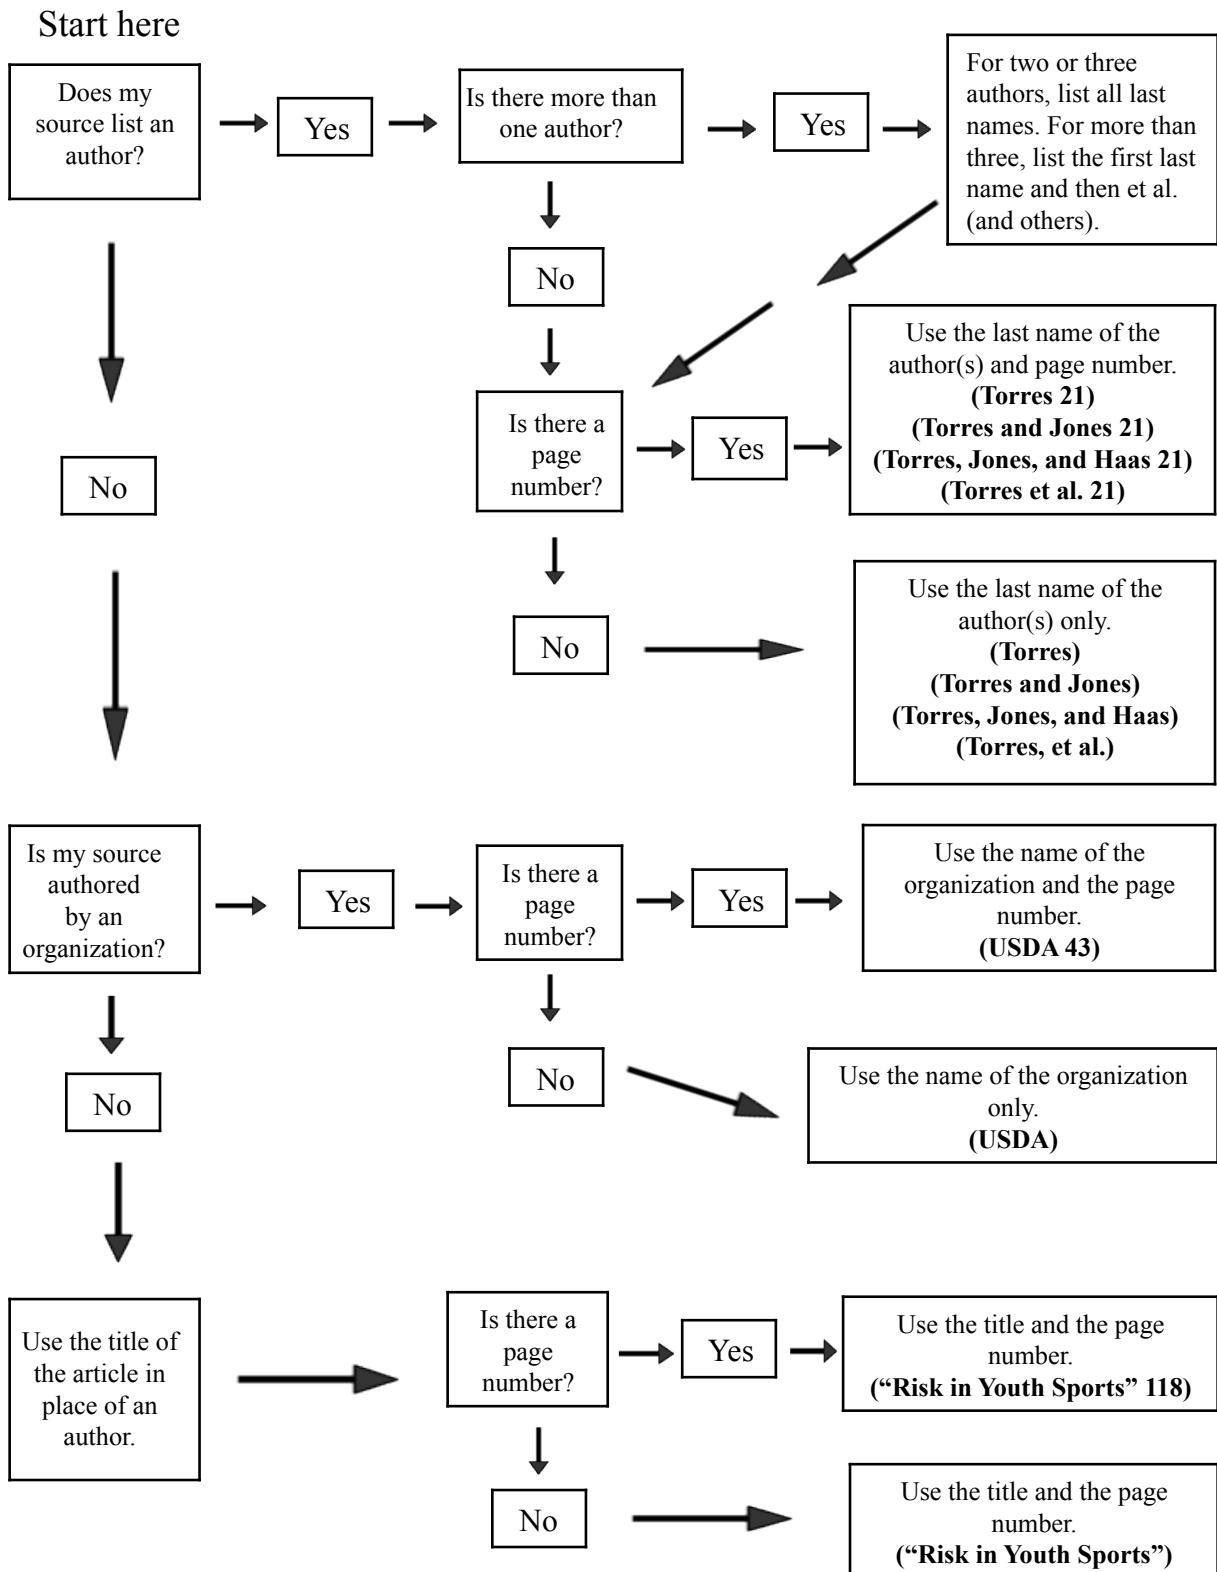 Start here
Does my
source list an
author?
Yes
Is there more than
one author?
Yes
For two or three
authors, list all last
names. For more than
three, list the first last
name and then et al.
(and others).
No
No
Is there a
page
number?
Yes
Use the last name of the
author(s) and page number.
(Torres 21)
(Torres and Jones 21)
(Torres, Jones, and Haas 21)
(Torres et al. 21)
No
Use the last name of the
author(s) only.
(Torres)
(Torres and Jones)
(Torres, Jones, and Haas)
(Torres, et al.)
Is my source
authored
by an
organization?
Yes
Is there a
page
number?
Yes
Use the name of the
organization and the page
number.
(USDA 43)
No
No
Use the name of the organization
only.
(USDA)
Use the title of
the article in
place of an
author.
Is there a
page
number?
Yes
Use the title and the page
number.
(“Risk in Youth Sports” 118)
No
Use the title and the page
number.
(“Risk in Youth Sports”)